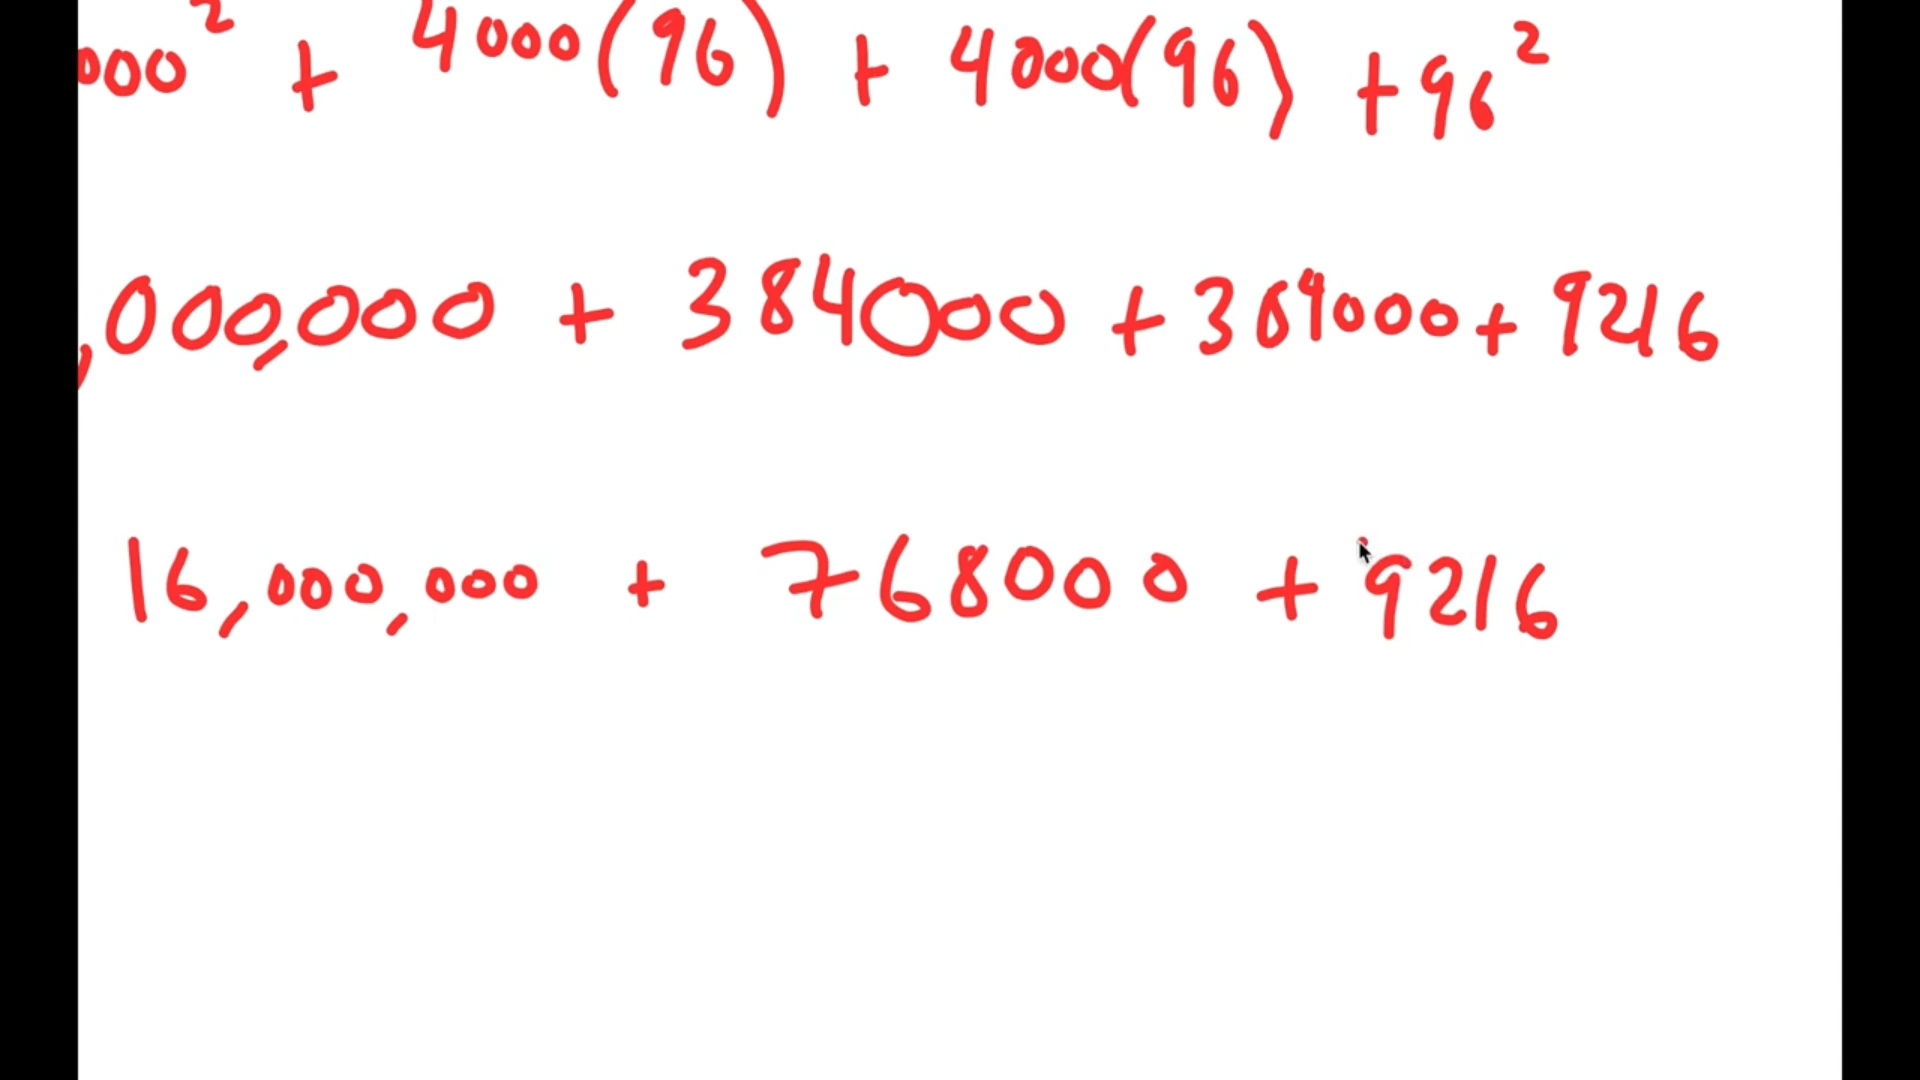 000² + 4000(96) + 4000(96) + 96²
,000,000 + 384000 + 384000 + 9216
16,000,000 + 768000 + 9216